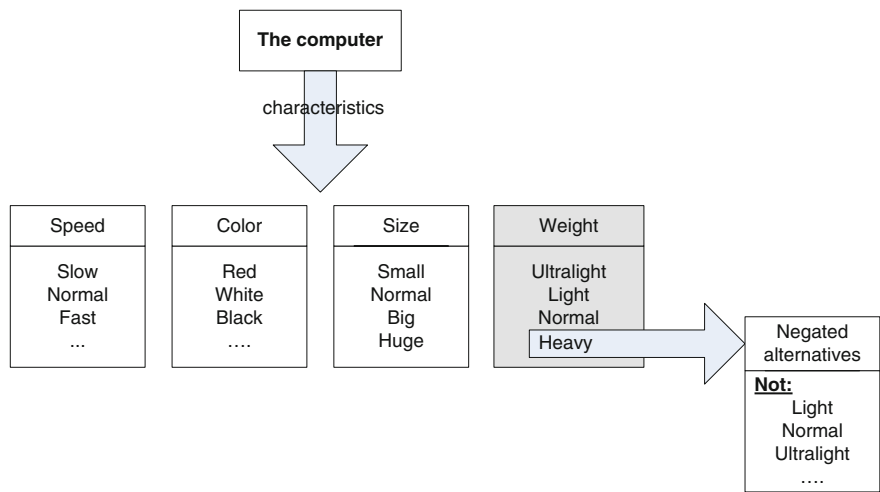 The computer
characteristics
Speed
Slow
Normal
Fast
...
Color
Red
White
Black
....
Size
Small
Normal
Big
Huge
Weight
Ultralight
Light
Normal
Heavy
Negated
alternatives
Not:
Light
Normal
Ultralight
....